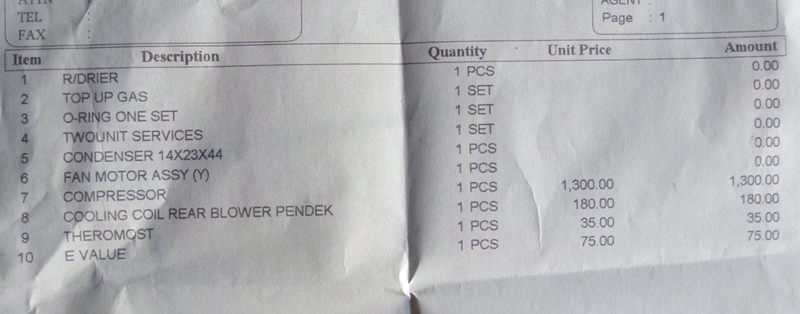 TEL
FAX :
AGENT :
Page : 1
Item Description Quantity Unit Price Amount
1 R/DRIER 1 PCS 0.00
2 TOP UP GAS 1 SET 0.00
3 O-RING ONE SET 1 SET 0.00
4 TWOUNIT SERVICES 1 SET 0.00
5 CONDENSER 14X23X44 1 PCS 0.00
6 FAN MOTOR ASSY (Y) 1 PCS 0.00
7 COMPRESSOR 1 PCS 1,300.00 1,300.00
8 COOLING COIL REAR BLOWER PENDEK 1 PCS 180.00 180.00
9 THEROMOST 1 PCS 35.00 35.00
10 E VALUE 1 PCS 75.00 75.00